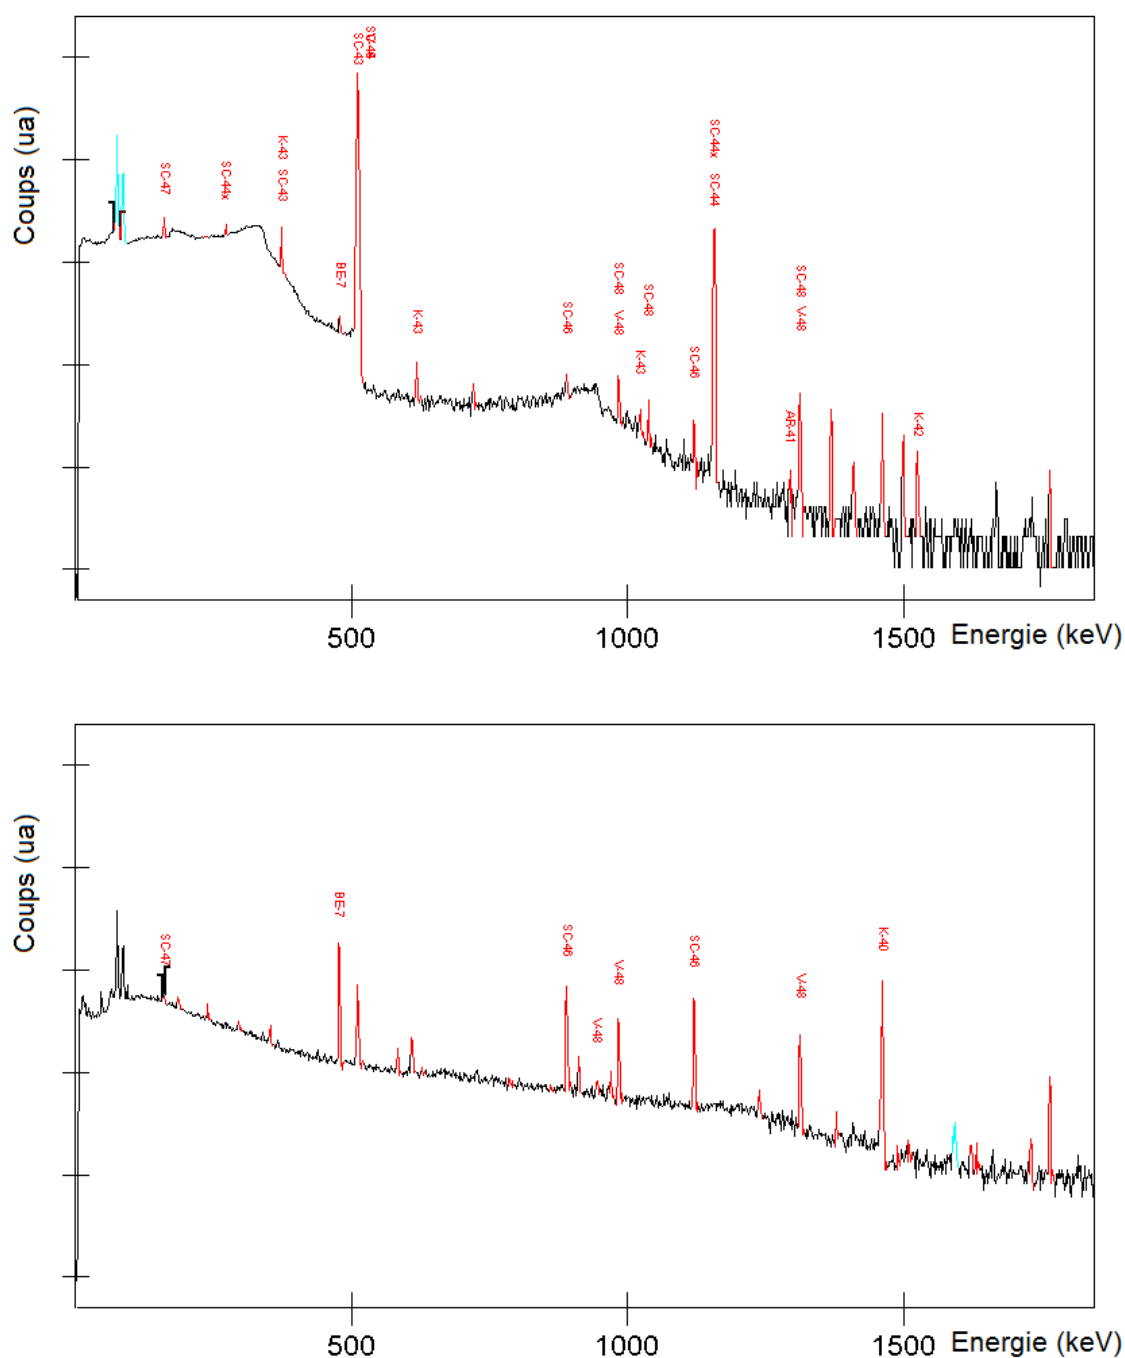 Coups (ua)
SC-47
SC-44x
K-43
SC-43
BE-7
SC-43
K-43
SC-46
SC-48
V-48
SC-48
K-43
SC-46
SC-44x
SC-44
AR-41
SC-48
V-48
K-42
500
1000
1500
Energie (keV)
Coups (ua)
SC-47
BE-7
SC-46
V-48
V-48
SC-46
V-48
K-40
500
1000
1500
Energie (keV)